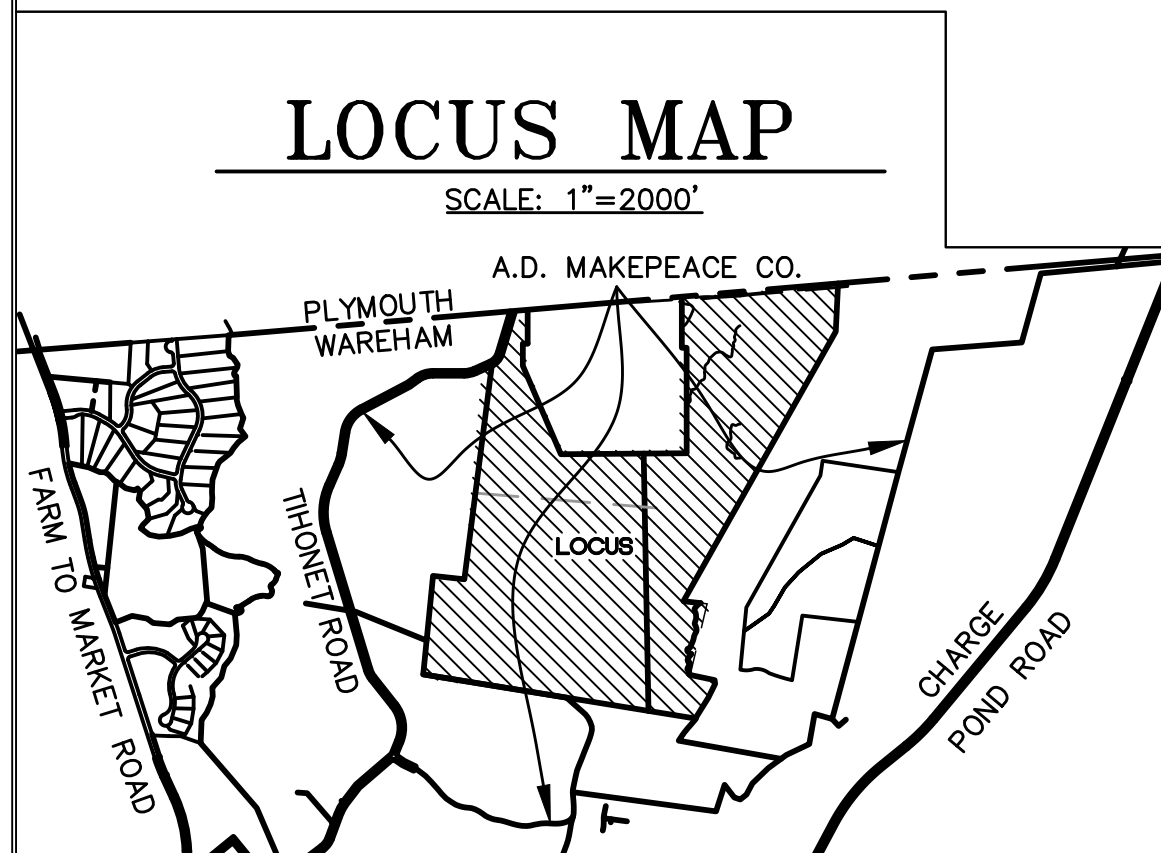 LOCUS MAP
SCALE: 1"=2000'
A.D. MAKEPEACE CO.
PLYMOUTH
WAREHAM
FARM TO MARKET ROAD
TIHONET ROAD
LOCUS
CHARGE
POND ROAD